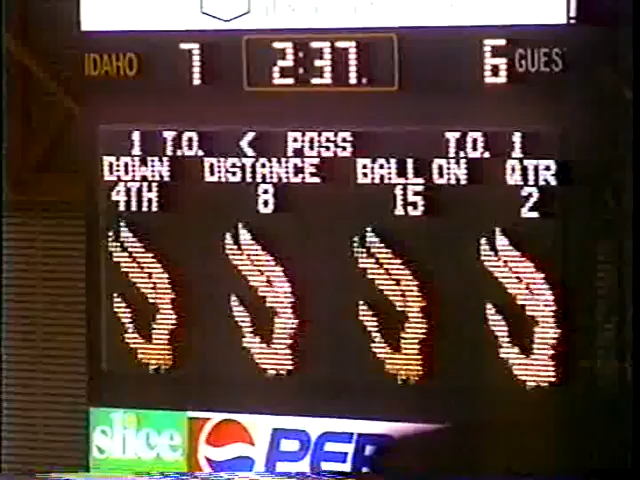 IDAHO 7 2:37. 6 GUES
1 T.O. < POSS T.O. 1
DOWN DISTANCE BALL ON QTR
4TH 8 15 2
slice PEP